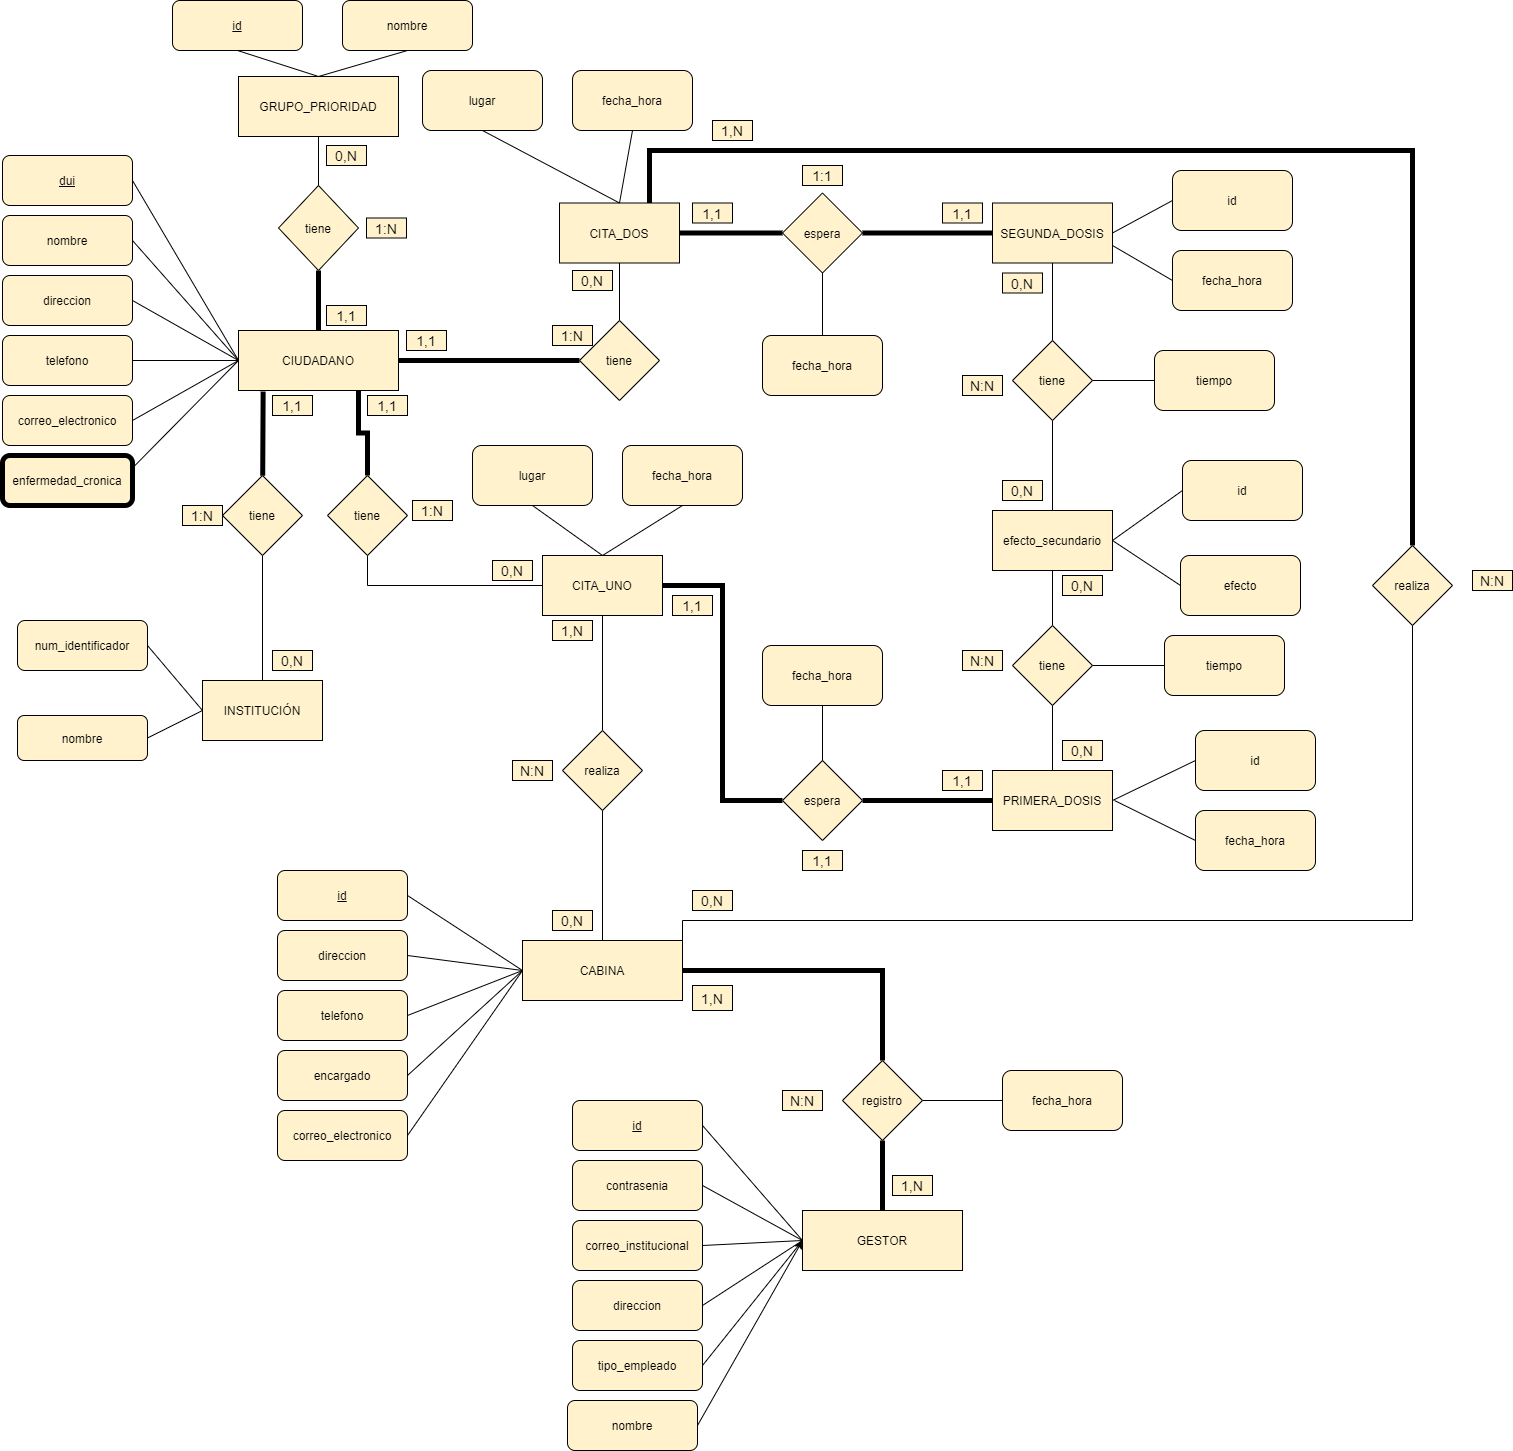 id
nombre
GRUPO_PRIORIDAD
lugar
fecha_hora
1,N
0,N
dui
1:1
id
nombre
tiene
1:N
1,1
1,1
CITA_DOS
espera
SEGUNDA_DOSIS
direccion
0,N
0,N
fecha_hora
1,1
1,1
1:N
telefono
CIUDADANO
tiene
fecha_hora
N:N
tiene
tiempo
correo_electronico
1,1
1,1
enfermedad_cronica
lugar
fecha_hora
0,N
id
1:N
tiene
tiene
1:N
efecto_secundario
0,N
CITA_UNO
1,1
0,N
efecto
realiza
N:N
num_identificador
1,N
0,N
N:N
tiene
tiempo
fecha_hora
INSTITUCIÓN
nombre
N:N
realiza
0,N
id
1,1
espera
PRIMERA_DOSIS
fecha_hora
1,1
id
0,N
0,N
direccion
CABINA
1,N
telefono
encargado
N:N
registro
fecha_hora
correo_electronico
id
contrasenia
1,N
correo_institucional
GESTOR
direccion
tipo_empleado
nombre